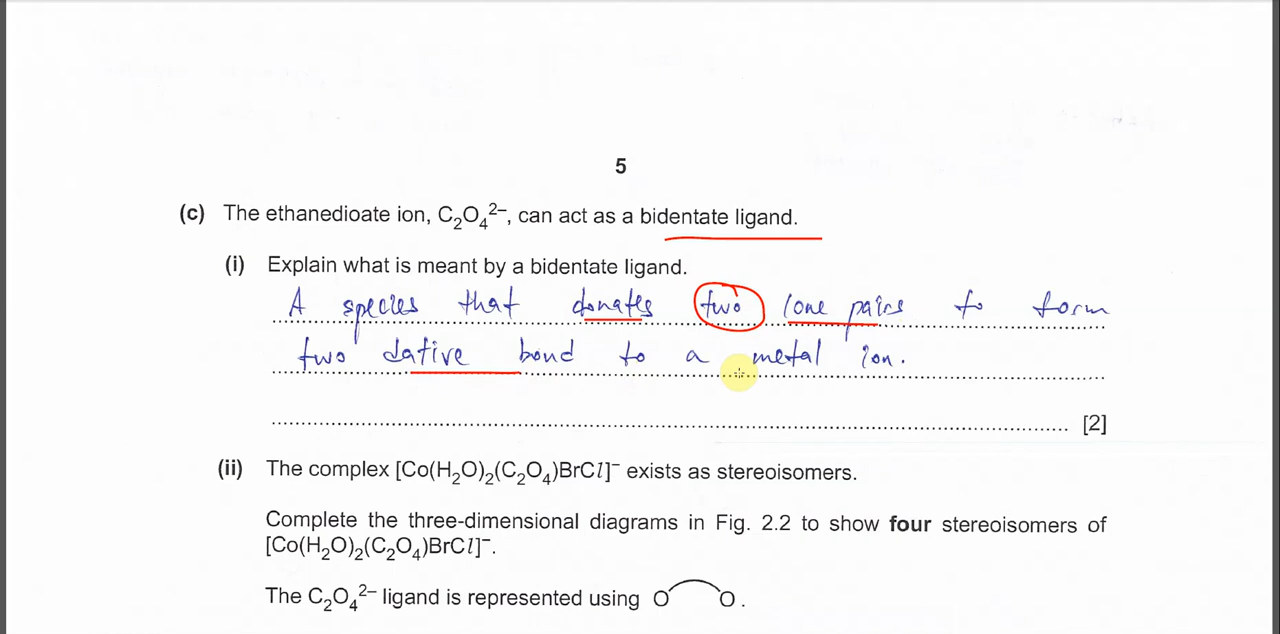 5
(c) The ethanedioate ion, C₂O₄²⁻, can act as a bidentate ligand.
(i) Explain what is meant by a bidentate ligand.
A species that donates two lone pairs to form
two dative bond to a metal ion.
[2]
(ii) The complex [Co(H₂O)₂(C₂O₄)BrCl]⁻ exists as stereoisomers.
Complete the three-dimensional diagrams in Fig. 2.2 to show four stereoisomers of
[Co(H₂O)₂(C₂O₄)BrCl]⁻.
The C₂O₄²⁻ ligand is represented using O O.